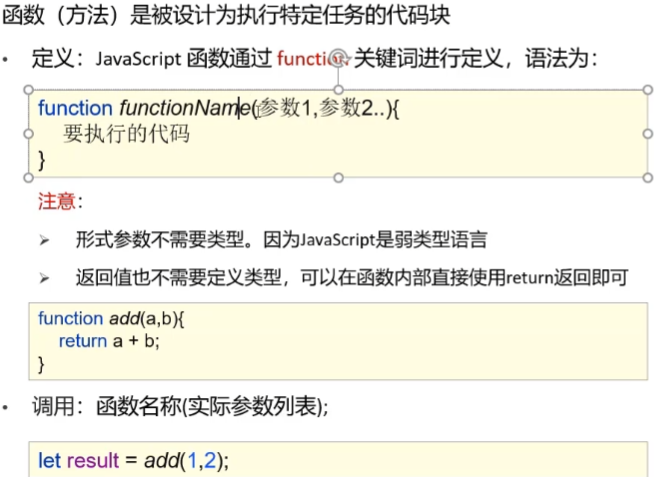 函数（方法）是被设计为执行特定任务的代码块
• 定义：JavaScript 函数通过 function 关键词进行定义，语法为：
function functionName(参数1,参数2..){
要执行的代码
}
注意：
➢ 形式参数不需要类型。因为JavaScript是弱类型语言
➢ 返回值也不需要定义类型，可以在函数内部直接使用return返回即可
function add(a,b){
return a + b;
}
• 调用：函数名称(实际参数列表);
let result = add(1,2);